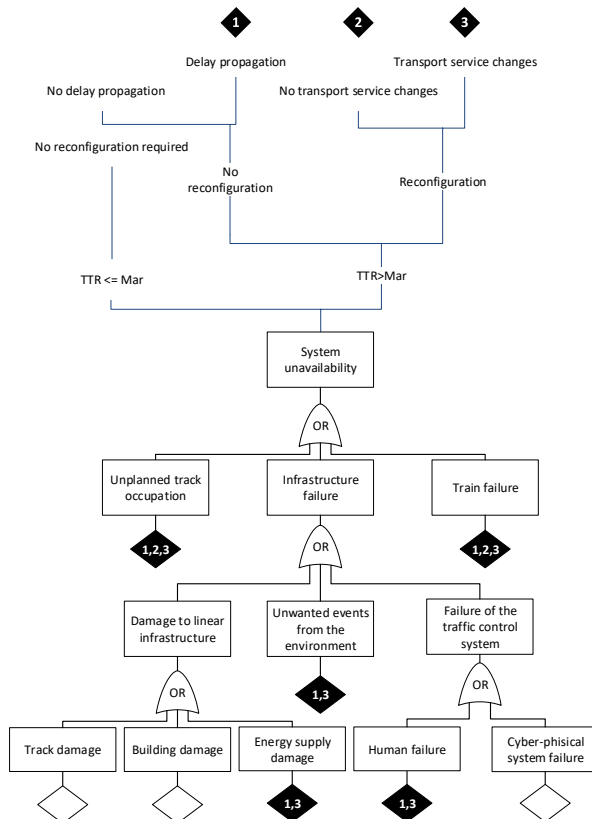 1
2
3
Delay propagation
Transport service changes
No delay propagation
No transport service changes
No reconfiguration required
No
reconfiguration
Reconfiguration
TTR <= Mar
TTR>Mar
System
unavailability
OR
Unplanned track
occupation
Infrastructure
failure
Train failure
1,2,3
OR
1,2,3
Damage to linear
infrastructure
Unwanted events
from the
environment
Failure of the
traffic control
system
OR
1,3
OR
Track damage
Building damage
Energy supply
damage
Human failure
Cyber-phisical
system failure
1,3
1,3